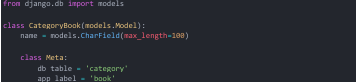 from django.db import models
class CategoryBook(models.Model):
    name = models.CharField(max_length=100)
    class Meta:
        db_table = 'category'
        app_label = 'book'